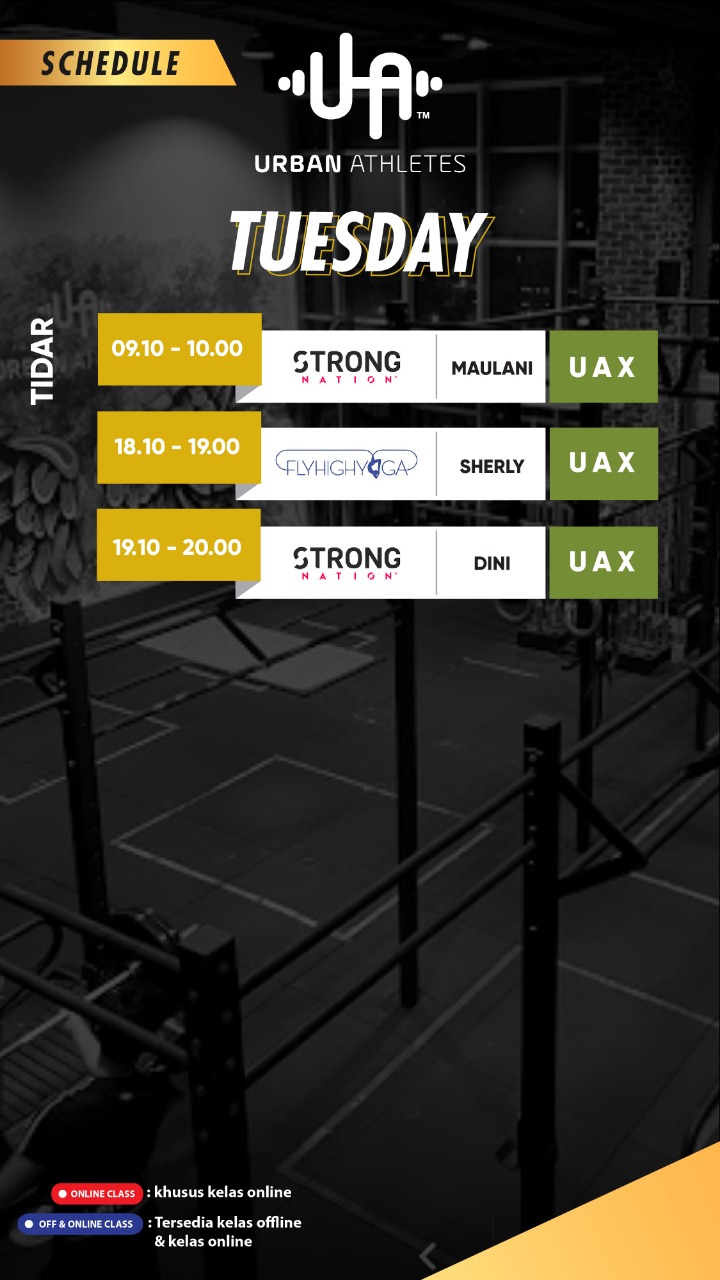 SCHEDULE
UA™
URBAN ATHLETES
TUESDAY
TIDAR
09.10 - 10.00 STRONG NATION® MAULANI UAX
18.10 - 19.00 FLYHIGHYOGA SHERLY UAX
19.10 - 20.00 STRONG NATION® DINI UAX
ONLINE CLASS : khusus kelas online
OFF & ONLINE CLASS : Tersedia kelas offline
& kelas online